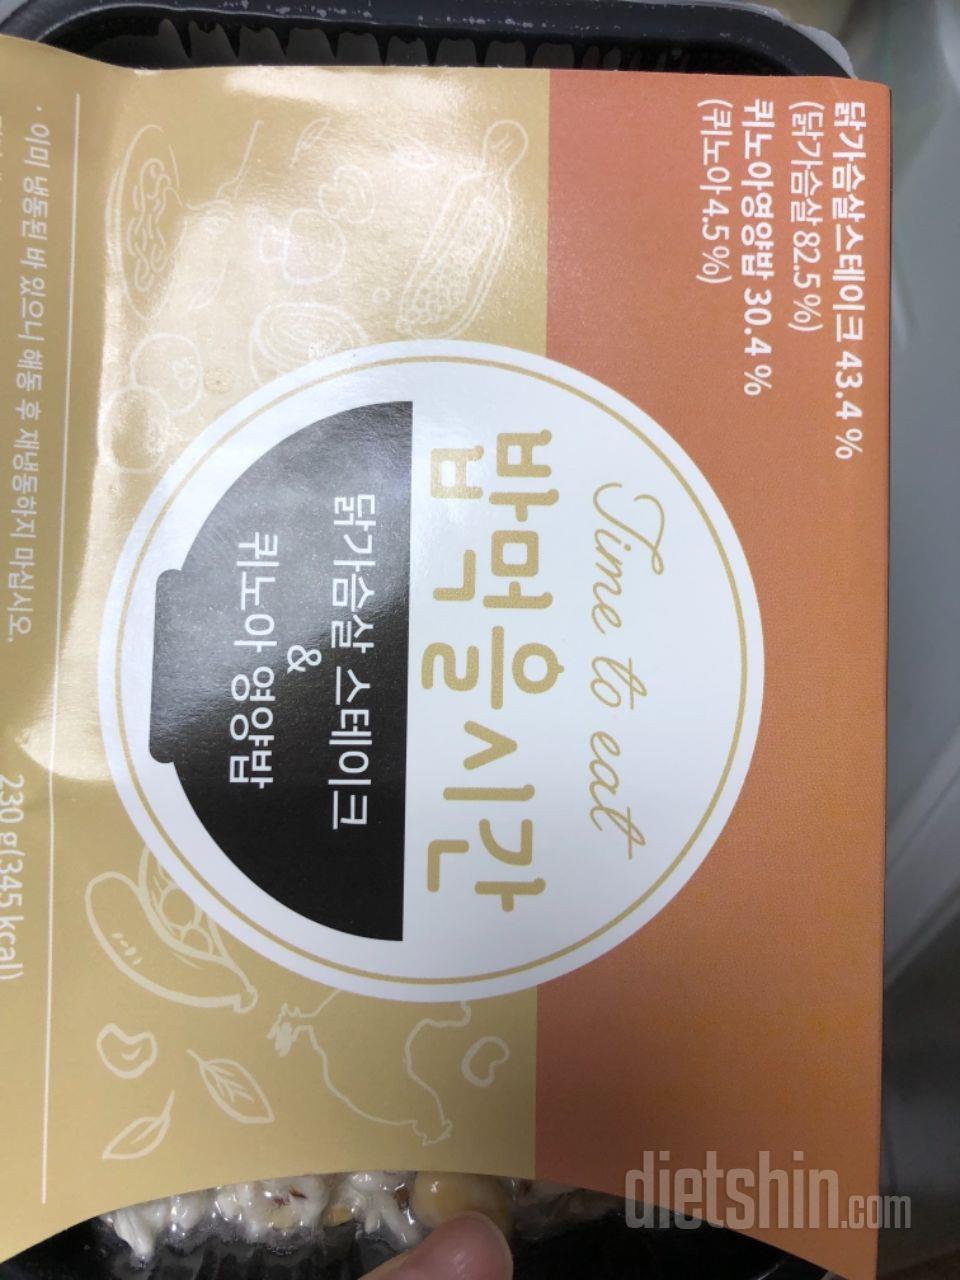 닭가슴살스테이크 43.4 %
(닭가슴살 82.5 %)
퀴노아영양밥 30.4 %
(퀴노아 4.5 %)
Time to eat
밥먹을시간
닭가슴살 스테이크
&
퀴노아 영양밥
230 g(345 kcal)
· 이미 냉동된 바 있으니 해동 후 재냉동하지 마십시오.
dietshin.com